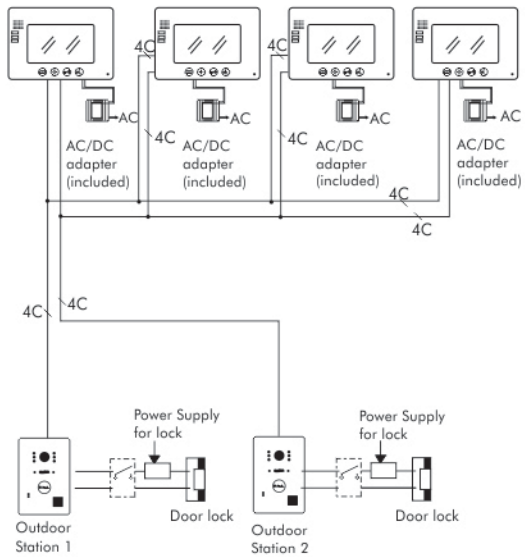 4C
4C
AC
AC
AC
AC
4C
4C
AC/DC
adapter
(included)
AC/DC
adapter
(included)
AC/DC
adapter
(included)
AC/DC
adapter
(included)
4C
4C
4C
4C
Power Supply
for lock
Power Supply
for lock
Door lock
Door lock
Outdoor
Station 1
Outdoor
Station 2